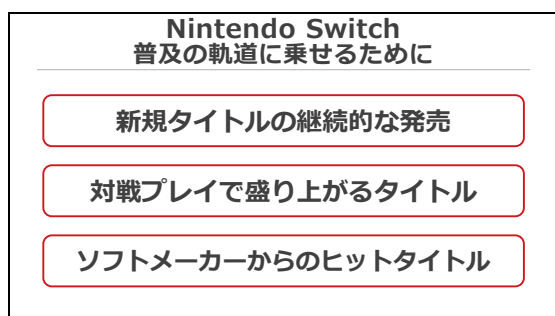 Nintendo Switch
普及の軌道に乗せるために
新規タイトルの継続的な発売
対戦プレイで盛り上がるタイトル
ソフトメーカーからのヒットタイトル